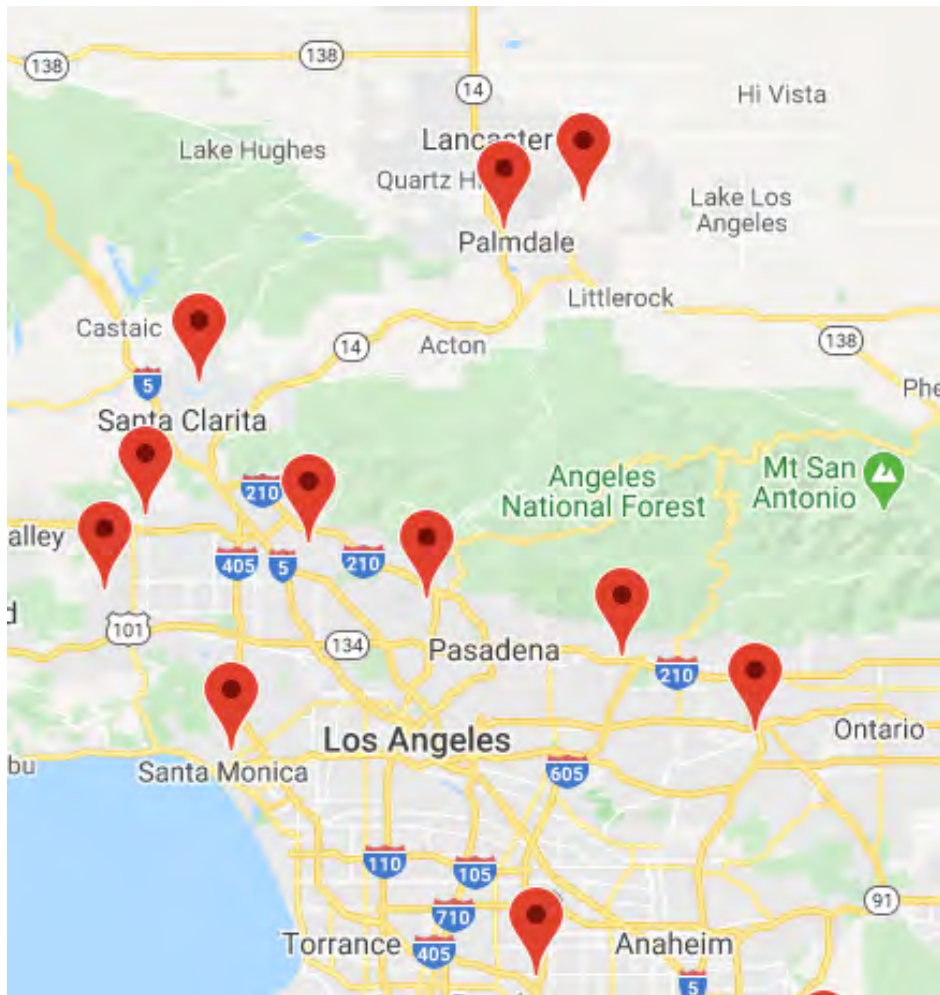 138
138
14
Hi Vista
Lancaster
Lake Hughes
Quartz H
Lake Los
Angeles
Palmdale
Littlerock
Castaic
14
Acton
138
5
Phe
Santa Clarita
210
Angeles
National Forest
Mt San
Antonio
alley
405
5
210
d
101
134
Pasadena
210
Los Angeles
Ontario
bu
Santa Monica
605
110
105
710
91
Torrance
405
Anaheim
5